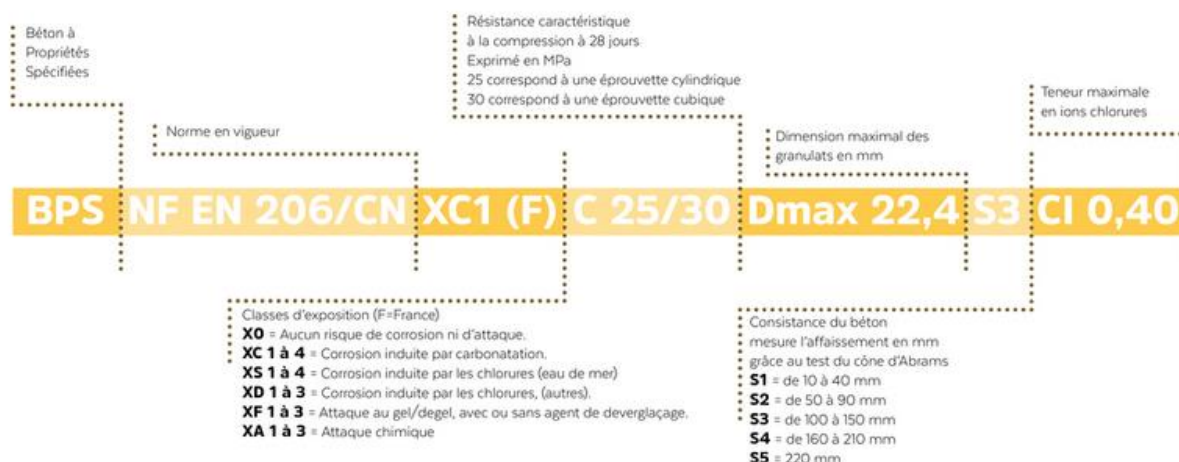 Béton à
Propriétés
Spécifiées
Norme en vigueur
Résistance caractéristique
à la compression à 28 jours
Exprimé en MPa
25 correspond à une éprouvette cylindrique
30 correspond à une éprouvette cubique
Dimension maximal des
granulats en mm
Teneur maximale
en ions chlorures
BPS NF EN 206/CN XC1 (F) C 25/30 Dmax 22,4 S3 Cl 0,40
Classes d'exposition (F=France)
X0 = Aucun risque de corrosion ni d'attaque.
XC 1 à 4 = Corrosion induite par carbonatation.
XS 1 à 4 = Corrosion induite par les chlorures (eau de mer)
XD 1 à 3 = Corrosion induite par les chlorures, (autres).
XF 1 à 3 = Attaque au gel/degel, avec ou sans agent de deverglaçage.
XA 1 à 3 = Attaque chimique
Consistance du béton
mesure l'affaissement en mm
grâce au test du cône d'Abrams
S1 = de 10 à 40 mm
S2 = de 50 à 90 mm
S3 = de 100 à 150 mm
S4 = de 160 à 210 mm
S5 = 220 mm